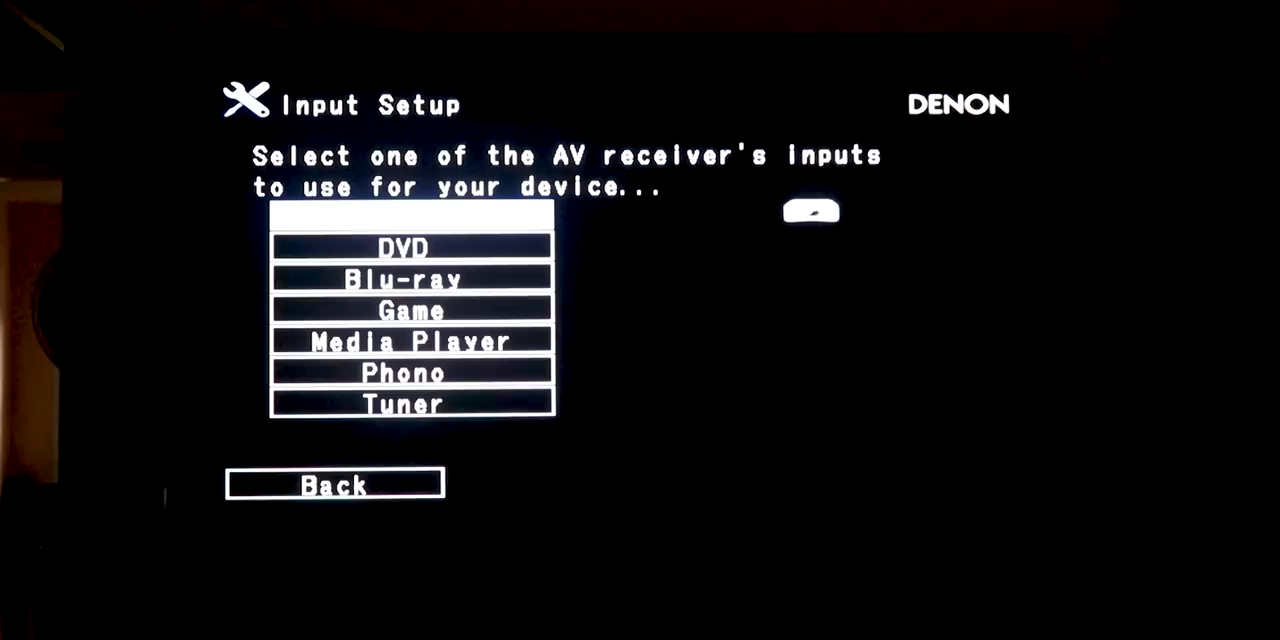 Input Setup
DENON
Select one of the AV receiver's inputs
to use for your device...
DVD
Blu-ray
Game
Media Player
Phono
Tuner
Back